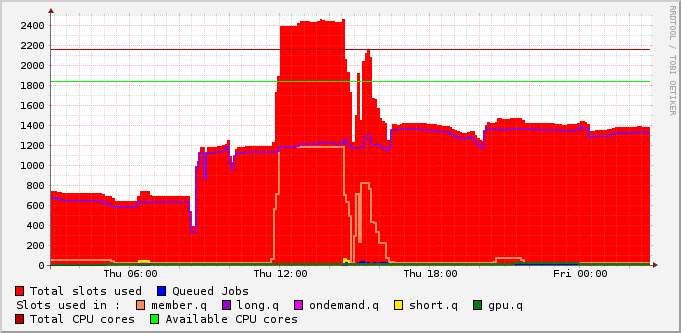 2400
2200
2000
1800
1600
1400
1200
1000
800
600
400
200
0
Thu 06:00 Thu 12:00 Thu 18:00 Fri 00:00
Total slots used Queued Jobs
Slots used in : member.q long.q ondemand.q short.q gpu.q
Total CPU cores Available CPU cores
RRDTOOL / TOBI OETIKER